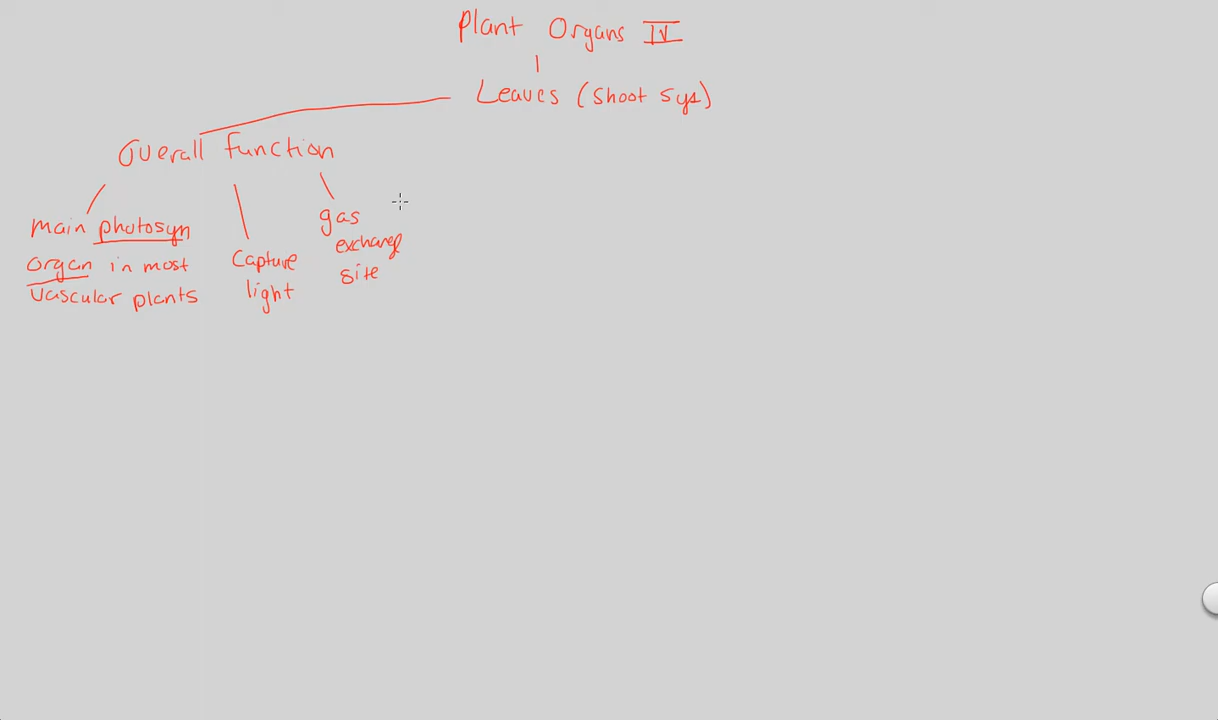 Plant Organs IV
Leaves (Shoot Sys)
Overall function
main photosyn
organ in most
vascular plants
Capture
light
gas
exchange
site